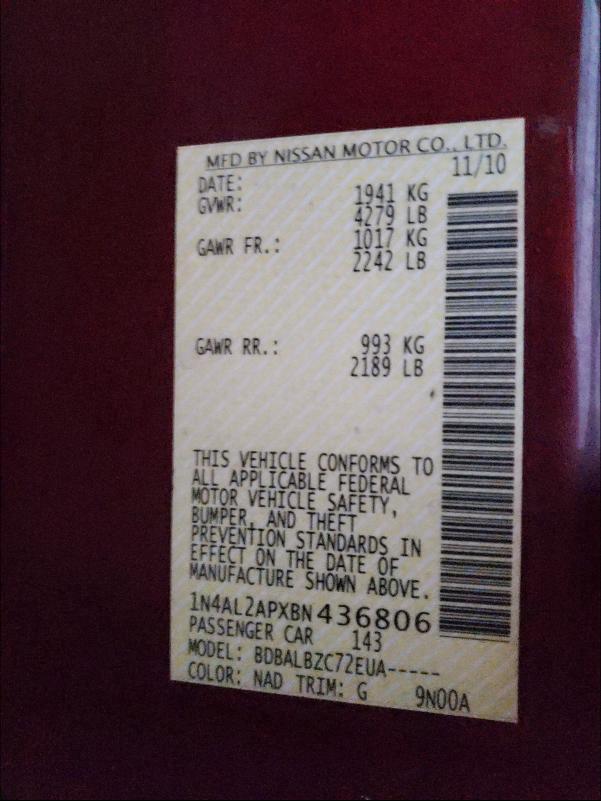 MFD BY NISSAN MOTOR CO., LTD.
DATE: 11/10
GVWR: 1941 KG
4279 LB
GAWR FR.: 1017 KG
2242 LB
GAWR RR.: 993 KG
2189 LB
THIS VEHICLE CONFORMS TO
ALL APPLICABLE FEDERAL
MOTOR VEHICLE SAFETY,
BUMPER, AND THEFT
PREVENTION STANDARDS IN
EFFECT ON THE DATE OF
MANUFACTURE SHOWN ABOVE.
1N4AL2APXBN436806
PASSENGER CAR 143
MODEL: BDBALBZC72EUA-----
COLOR: NAD TRIM: G 9N00A